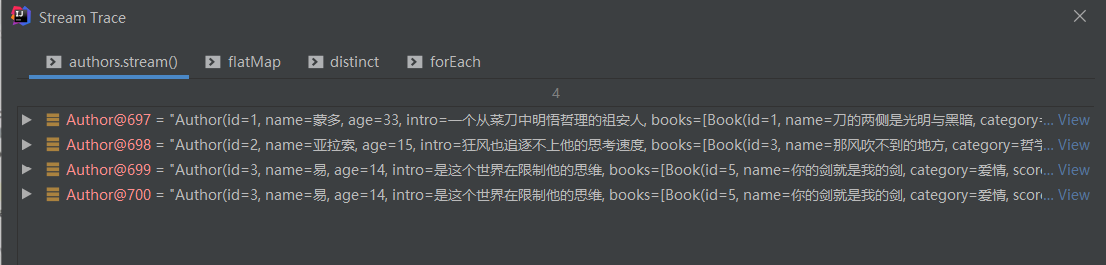 Stream Trace
authors.stream() flatMap distinct forEach
4
Author@697 = "Author(id=1, name=蒙多, age=33, intro=一个从菜刀中明悟哲理的祖安人, books=[Book(id=1, name=刀的两侧是光明与黑暗, category=... View
Author@698 = "Author(id=2, name=亚拉索, age=15, intro=狂风也追逐不上他的思考速度, books=[Book(id=3, name=那风吹不到的地方, category=哲学... View
Author@699 = "Author(id=3, name=易, age=14, intro=是这个世界在限制他的思维, books=[Book(id=5, name=你的剑就是我的剑, category=爱情, scor... View
Author@700 = "Author(id=3, name=易, age=14, intro=是这个世界在限制他的思维, books=[Book(id=5, name=你的剑就是我的剑, category=爱情, scor... View